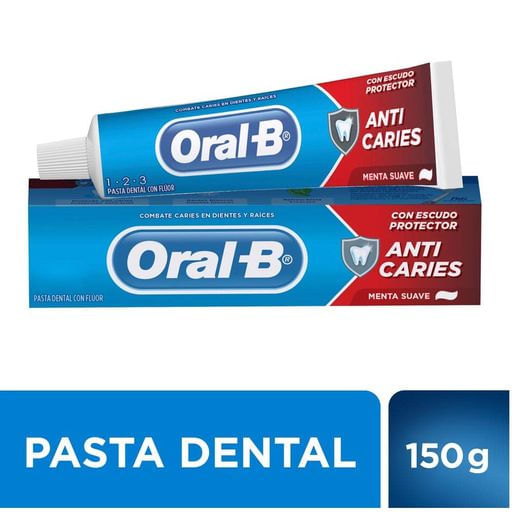 COMBATE CARIES EN DIENTES Y RAÍCES
Oral-B®
1•2•3
PASTA DENTAL CON FLÚOR
CON ESCUDO
PROTECTOR
ANTI
CARIES
MENTA SUAVE
COMBATE CARIES EN DIENTES Y RAÍCES
Oral-B®
PASTA DENTAL CON FLÚOR
CON ESCUDO
PROTECTOR
ANTI
CARIES
MENTA SUAVE
PASTA DENTAL
150g